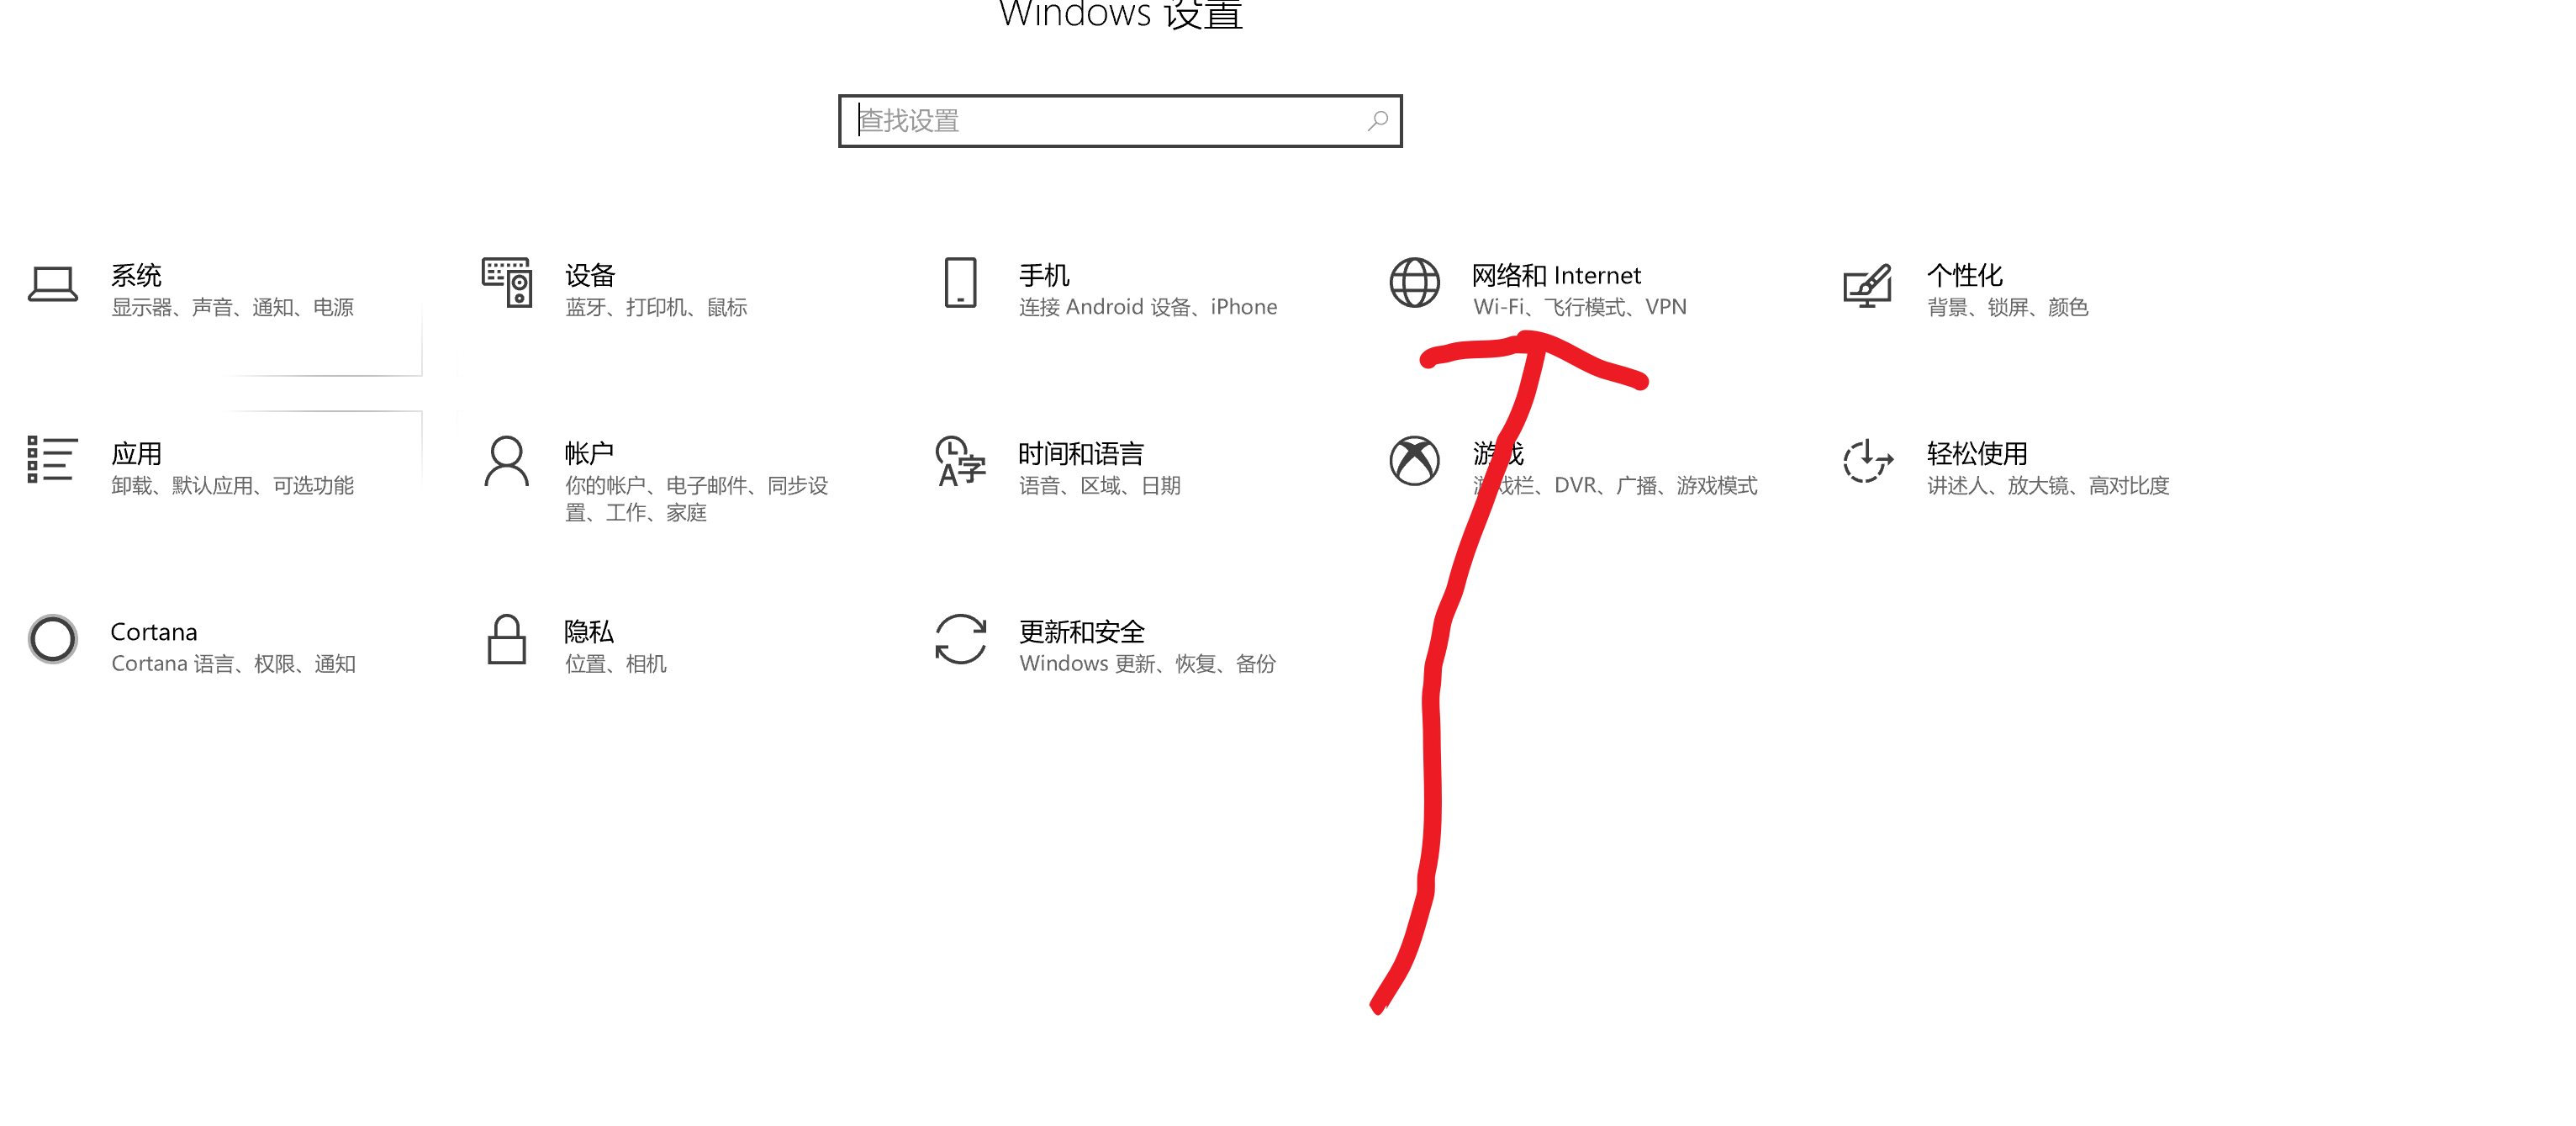 Windows 设置
查找设置
系统
显示器、声音、通知、电源
设备
蓝牙、打印机、鼠标
手机
连接 Android 设备、iPhone
网络和 Internet
Wi-Fi、飞行模式、VPN
个性化
背景、锁屏、颜色
应用
卸载、默认应用、可选功能
帐户
你的帐户、电子邮件、同步设
置、工作、家庭
时间和语言
语音、区域、日期
游戏
游戏栏、DVR、广播、游戏模式
轻松使用
讲述人、放大镜、高对比度
Cortana
Cortana 语言、权限、通知
隐私
位置、相机
更新和安全
Windows 更新、恢复、备份